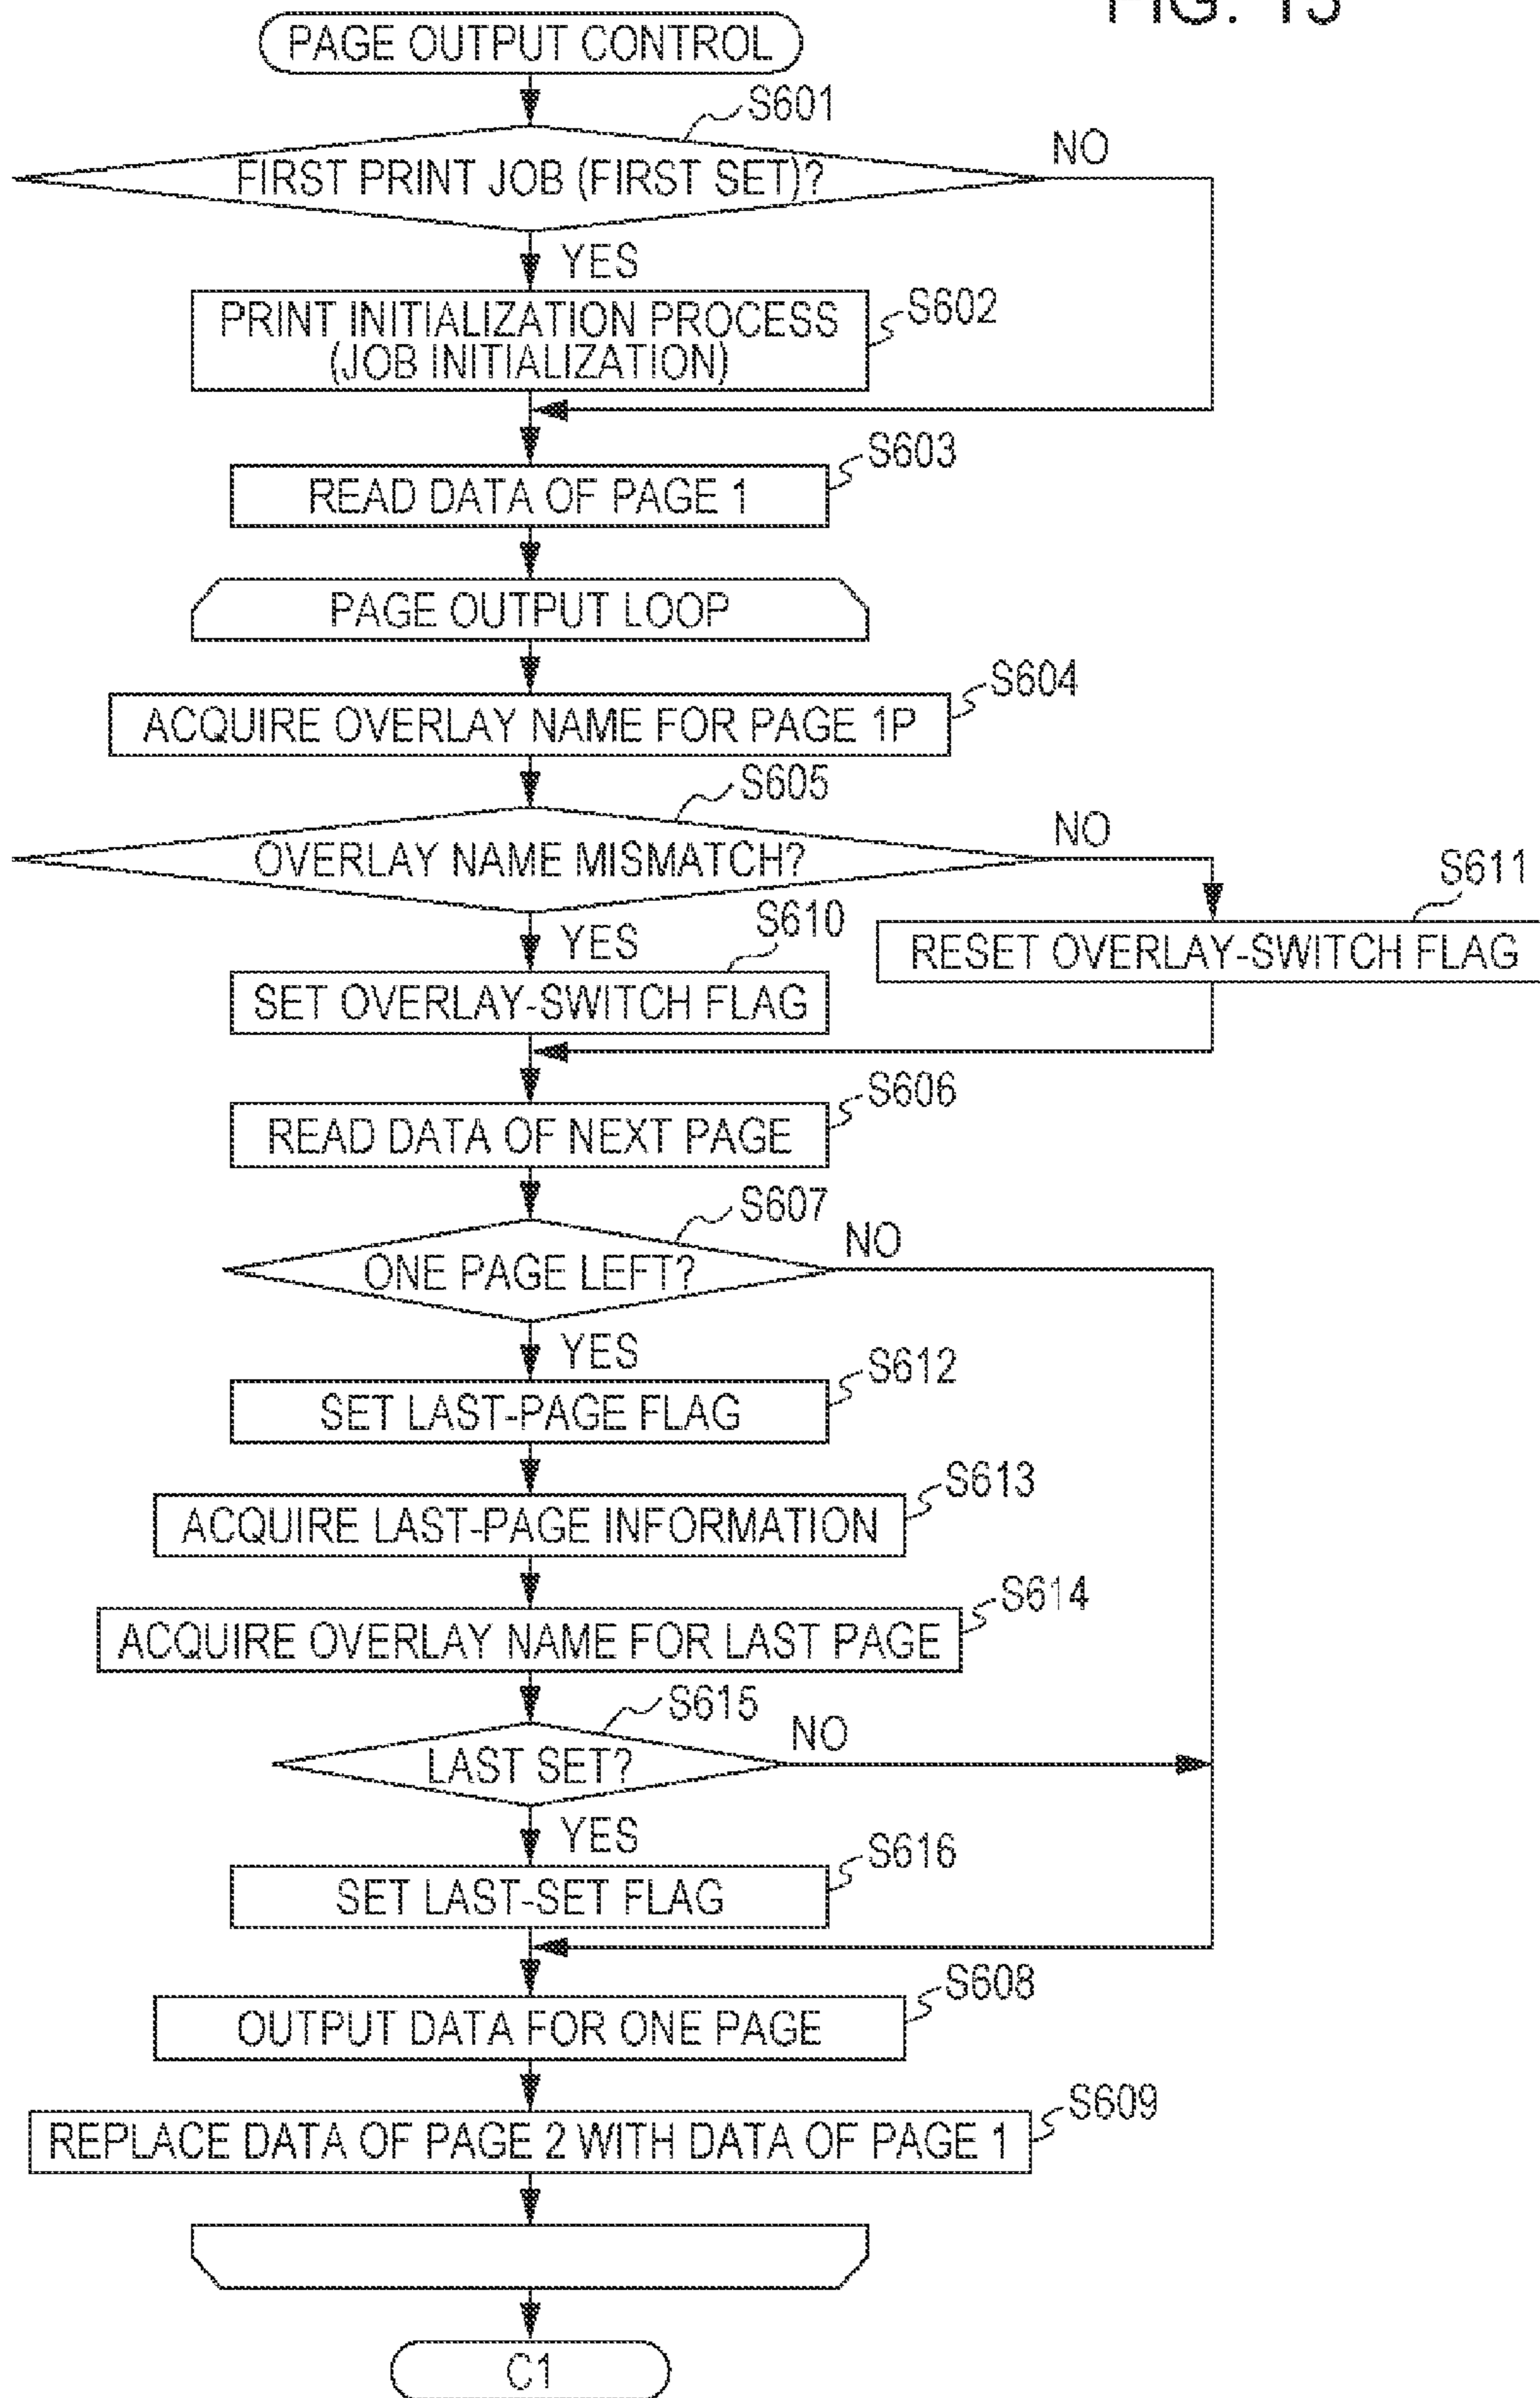 FIG. 15
PAGE OUTPUT CONTROL
S601
FIRST PRINT JOB (FIRST SET)?
NO
YES
PRINT INITIALIZATION PROCESS
(JOB INITIALIZATION)
S602
S603
READ DATA OF PAGE 1
PAGE OUTPUT LOOP
S604
ACQUIRE OVERLAY NAME FOR PAGE 1P
S605
OVERLAY NAME MISMATCH?
NO
S611
YES
S610
RESET OVERLAY-SWITCH FLAG
SET OVERLAY-SWITCH FLAG
S606
READ DATA OF NEXT PAGE
S607
ONE PAGE LEFT?
NO
YES
S612
SET LAST-PAGE FLAG
S613
ACQUIRE LAST-PAGE INFORMATION
S614
ACQUIRE OVERLAY NAME FOR LAST PAGE
S615
LAST SET?
NO
YES
S616
SET LAST-SET FLAG
S608
OUTPUT DATA FOR ONE PAGE
S609
REPLACE DATA OF PAGE 2 WITH DATA OF PAGE 1
C1